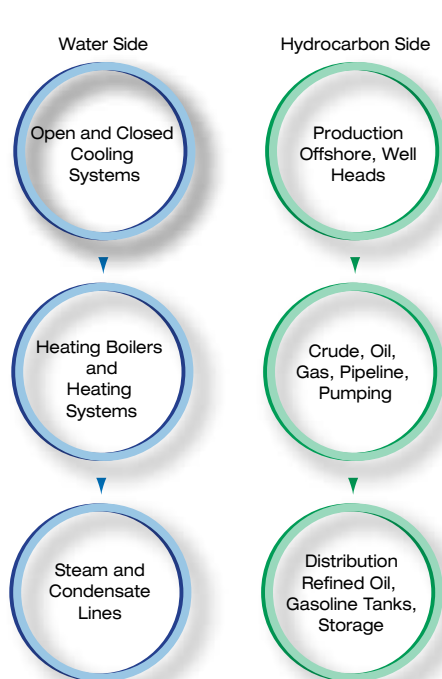 Water Side
Open and Closed
Cooling
Systems
Heating Boilers
and
Heating
Systems
Steam and
Condensate
Lines
Hydrocarbon Side
Production
Offshore, Well
Heads
Crude, Oil,
Gas, Pipeline,
Pumping
Distribution
Refined Oil,
Gasoline Tanks,
Storage